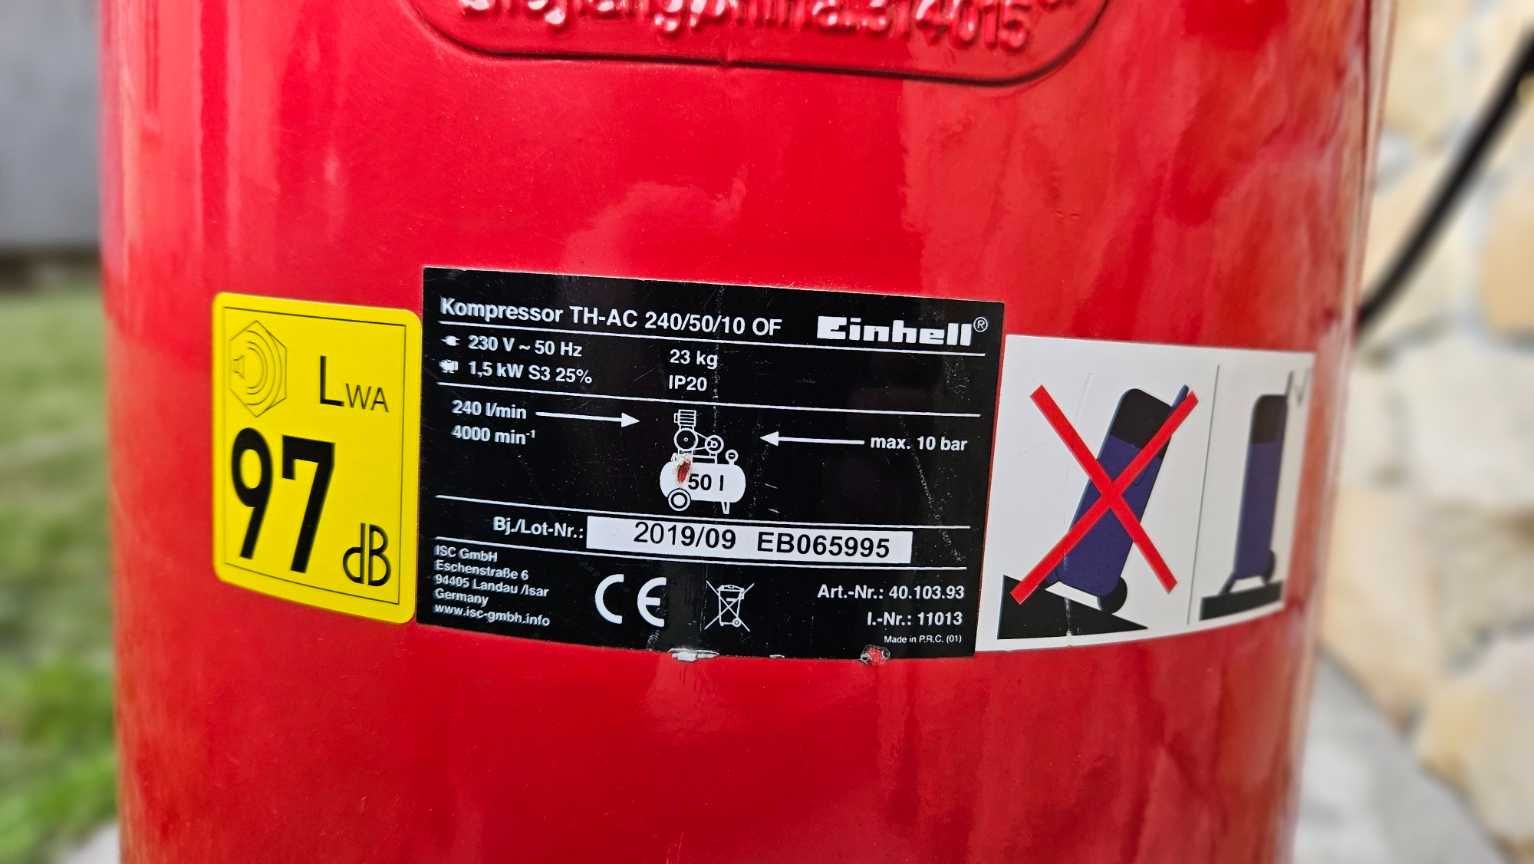 314015
LWA
97
dB
Kompressor TH-AC 240/50/10 OF
Einhell®
230 V ~ 50 Hz
23 kg
1,5 kW S3 25%
IP20
240 l/min
4000 min-1
max. 10 bar
50 l
Bj./Lot-Nr.: 2019/09 EB065995
ISC GmbH
Eschenstraße 6
94405 Landau /Isar
Germany
www.isc-gmbh.info
CE
Art.-Nr.: 40.103.93
I.-Nr.: 11013
Made in P.R.C. (01)